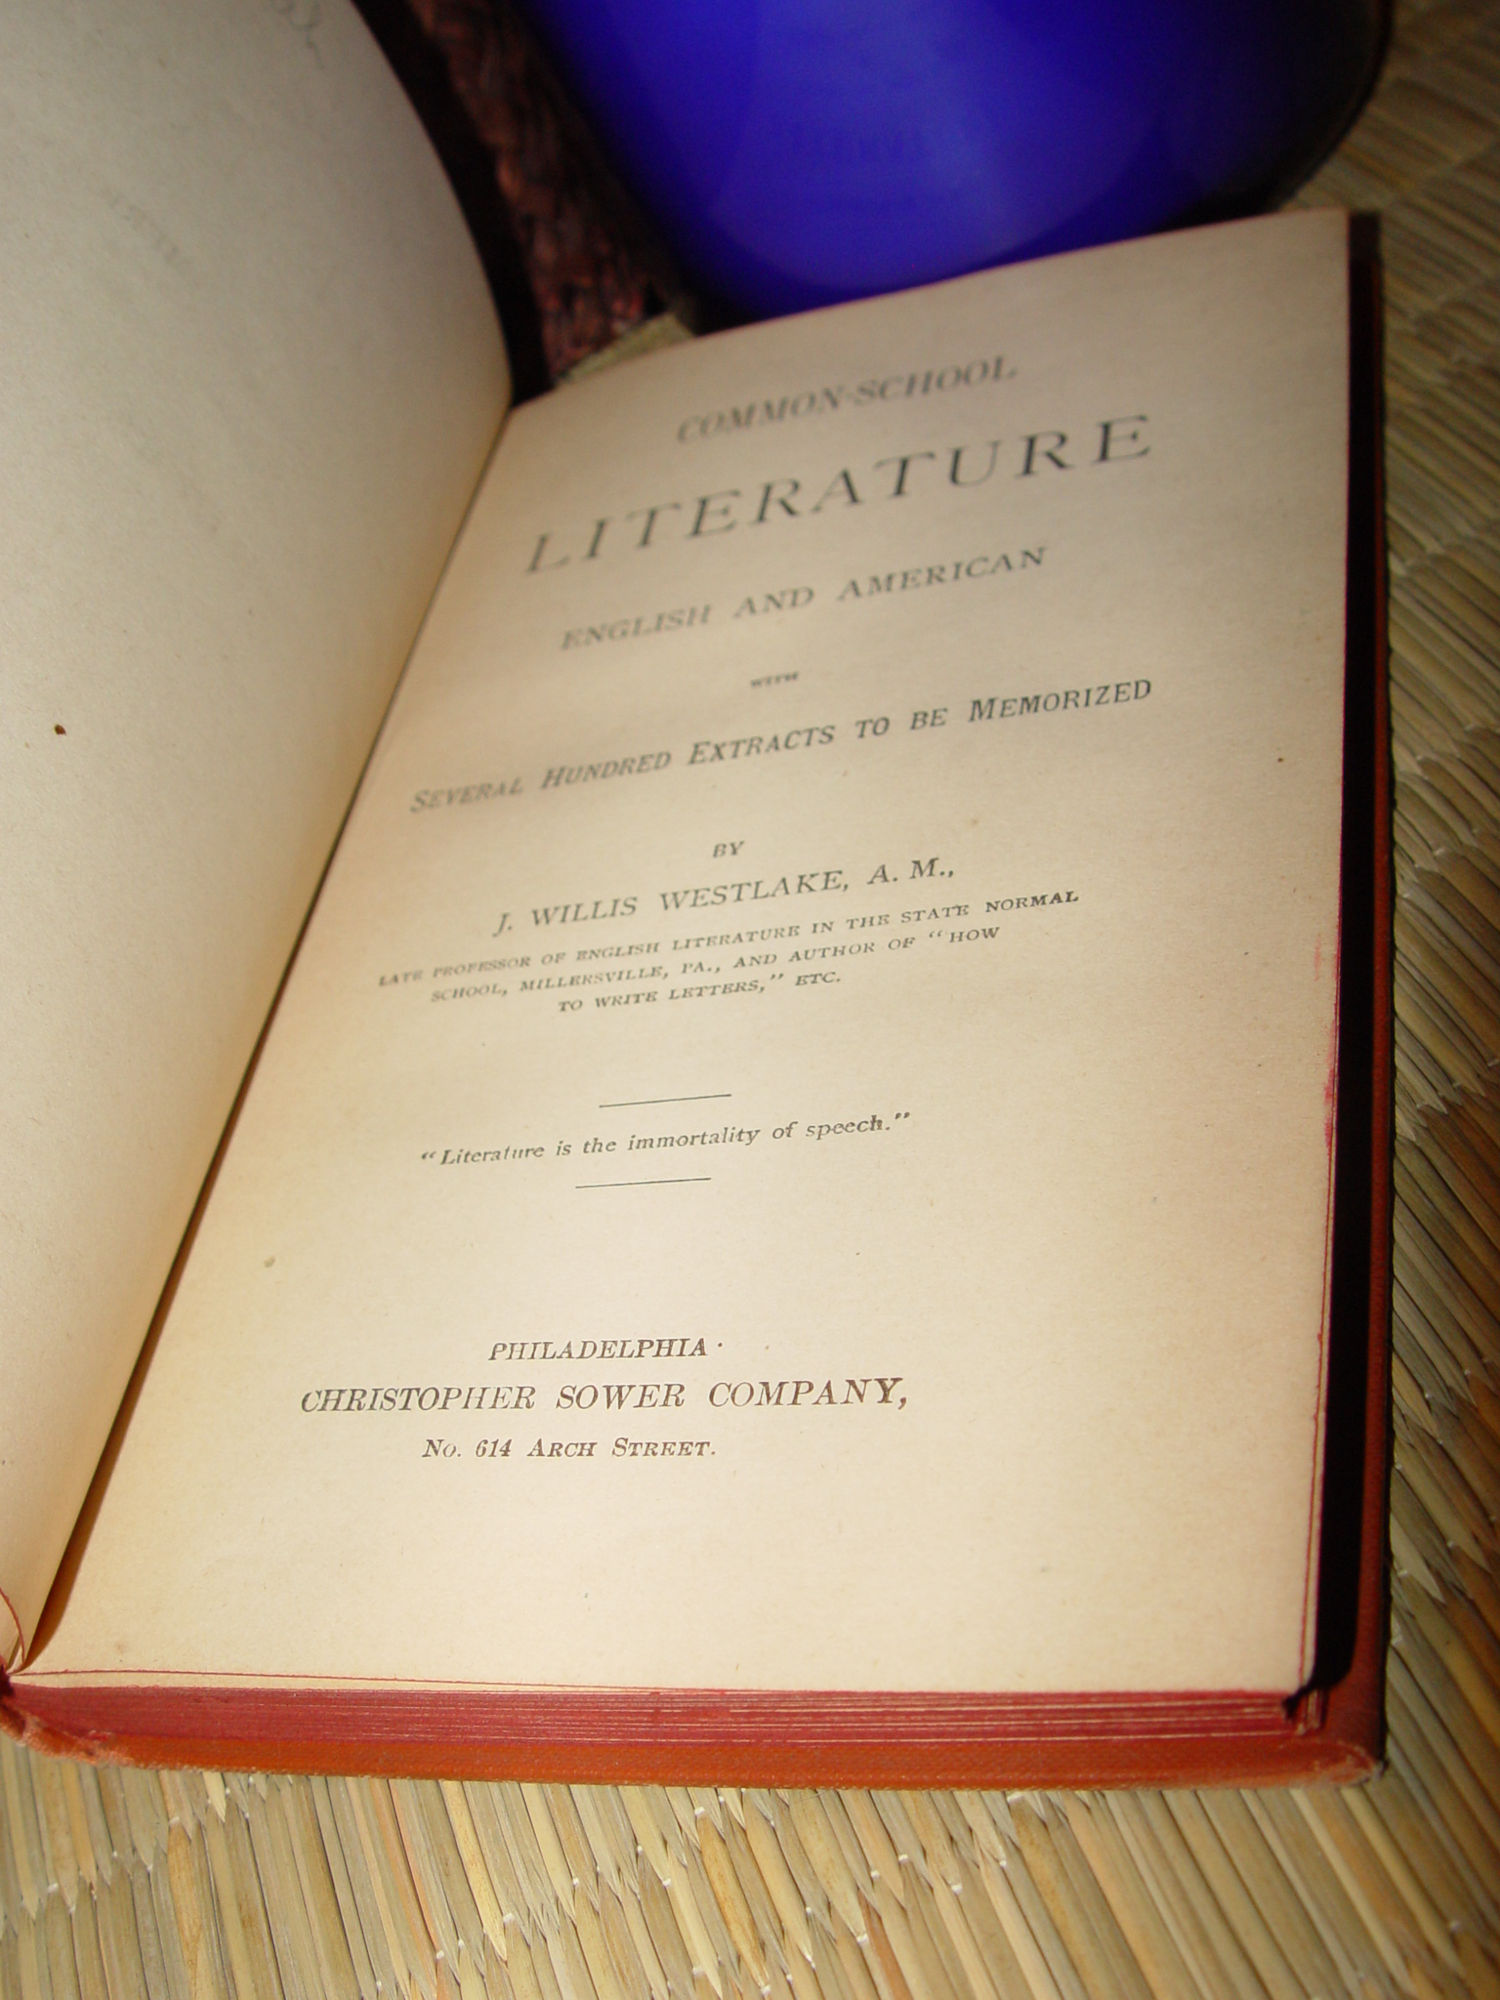 COMMON-SCHOOL
LITERATURE
ENGLISH AND AMERICAN
WITH
SEVERAL HUNDRED EXTRACTS TO BE MEMORIZED
BY
J. WILLIS WESTLAKE, A. M.,
LATE PROFESSOR OF ENGLISH LITERATURE IN THE STATE NORMAL
SCHOOL, MILLERSVILLE, PA., AND AUTHOR OF “HOW
TO WRITE LETTERS,” ETC.
“Literature is the immortality of speech.”
PHILADELPHIA·
CHRISTOPHER SOWER COMPANY,
No. 614 ARCH STREET.